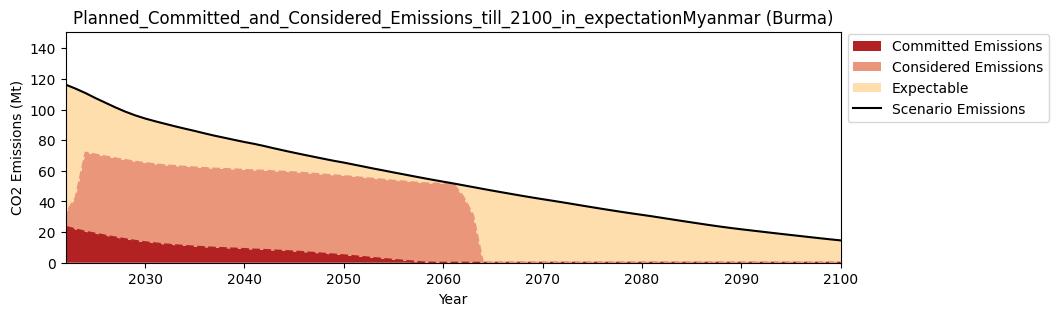 Planned_Committed_and_Considered_Emissions_till_2100_in_expectationMyanmar (Burma)
CO2 Emissions (Mt)
140
120
100
80
60
40
20
0
2030 2040 2050 2060 2070 2080 2090 2100
Year
Committed Emissions
Considered Emissions
Expectable
Scenario Emissions